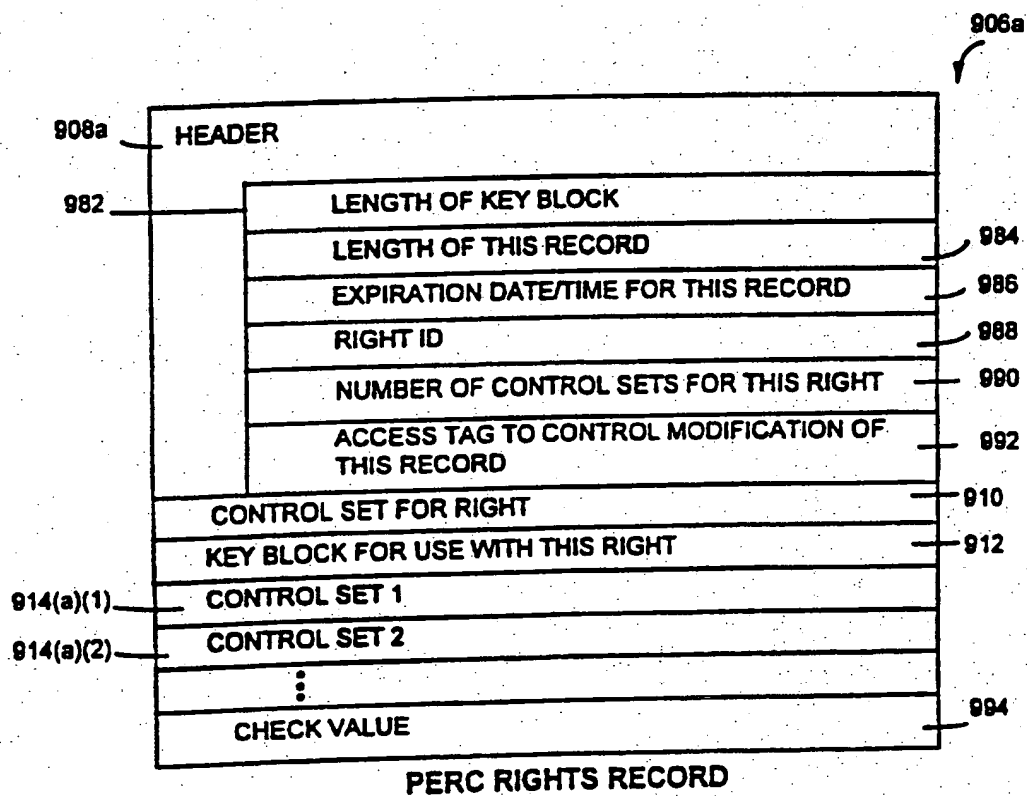 906a
908a HEADER
982 LENGTH OF KEY BLOCK
LENGTH OF THIS RECORD 984
EXPIRATION DATE/TIME FOR THIS RECORD 986
RIGHT ID 988
NUMBER OF CONTROL SETS FOR THIS RIGHT 990
ACCESS TAG TO CONTROL MODIFICATION OF
THIS RECORD 992
CONTROL SET FOR RIGHT 910
KEY BLOCK FOR USE WITH THIS RIGHT 912
914(a)(1) CONTROL SET 1
914(a)(2) CONTROL SET 2
CHECK VALUE 994
PERC RIGHTS RECORD